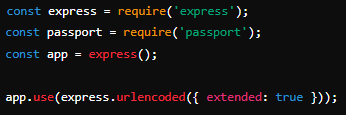 const express = require('express');
const passport = require('passport');
const app = express();
app.use(express.urlencoded({ extended: true }));